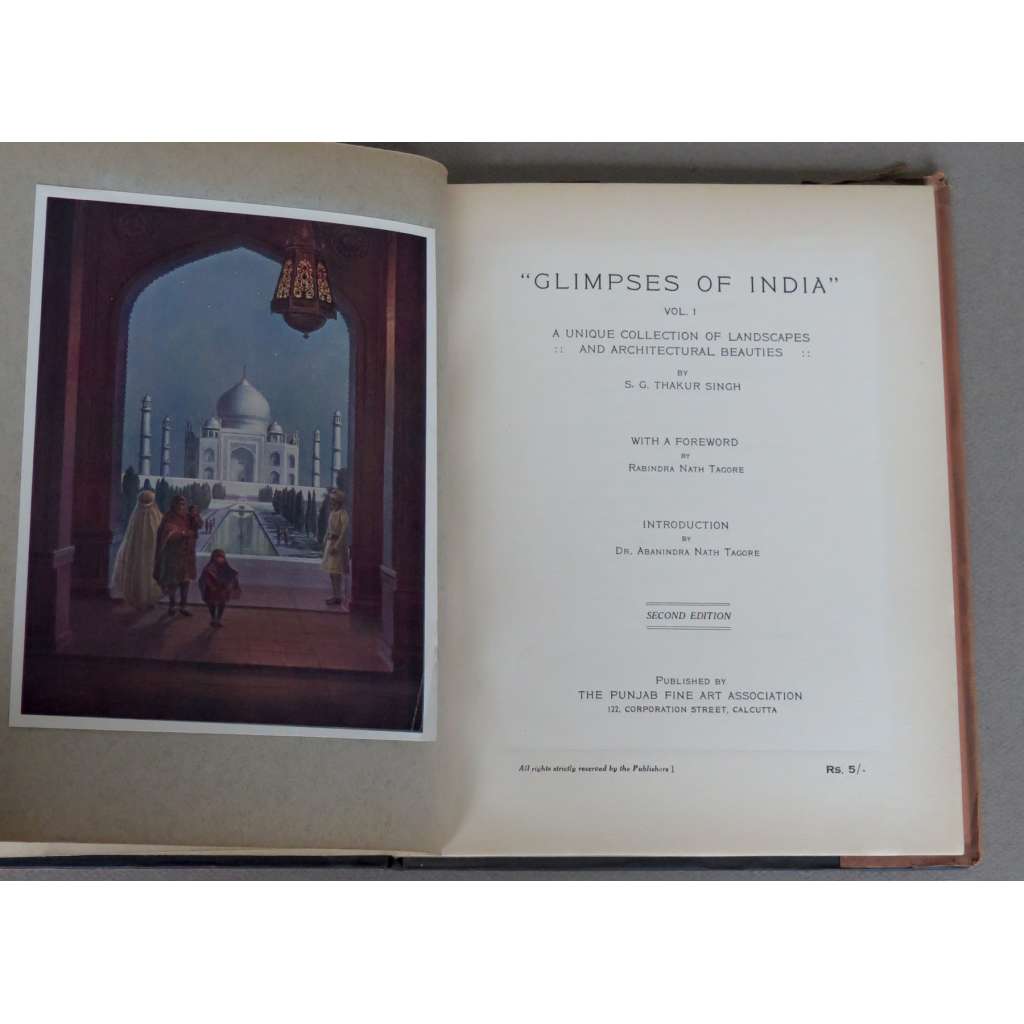 "GLIMPSES OF INDIA"
VOL. I
A UNIQUE COLLECTION OF LANDSCAPES
:: AND ARCHITECTURAL BEAUTIES ::
BY
S. G. THAKUR SINGH
WITH A FOREWORD
BY
RABINDRA NATH TAGORE
INTRODUCTION
BY
DR. ABANINDRA NATH TAGORE
SECOND EDITION
PUBLISHED BY
THE PUNJAB FINE ART ASSOCIATION
122, CORPORATION STREET, CALCUTTA
All rights strictly reserved by the Publishers] Rs. 5/-